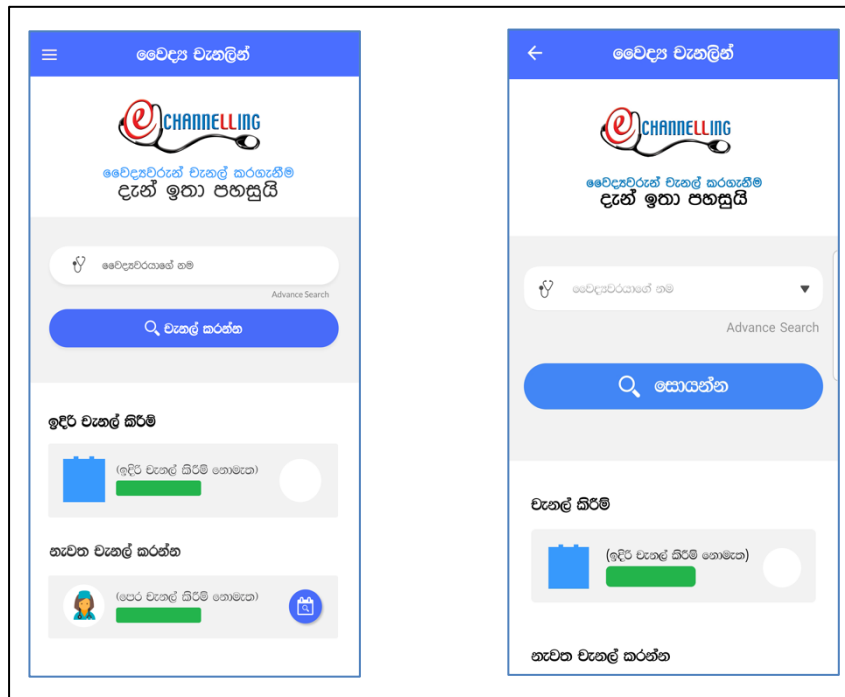 වෛද්‍ය චැනලින්
e CHANNELLING
වෛද්‍යවරුන් චැනල් කරගැනීම
දැන් ඉතා පහසුයි
වෛද්‍යවරයාගේ නම
Advance Search
චැනල් කරන්න
ඉදිරි චැනල් කිරීම්
(ඉදිරි චැනල් කිරීම් නොමැත)
නැවත චැනල් කරන්න
(පෙර චැනල් කිරීම් නොමැත)
වෛද්‍ය චැනලින්
e CHANNELLING
වෛද්‍යවරුන් චැනල් කරගැනීම
දැන් ඉතා පහසුයි
වෛද්‍යවරයාගේ නම
Advance Search
සොයන්න
චැනල් කිරීම්
(ඉදිරි චැනල් කිරීම් නොමැත)
නැවත චැනල් කරන්න